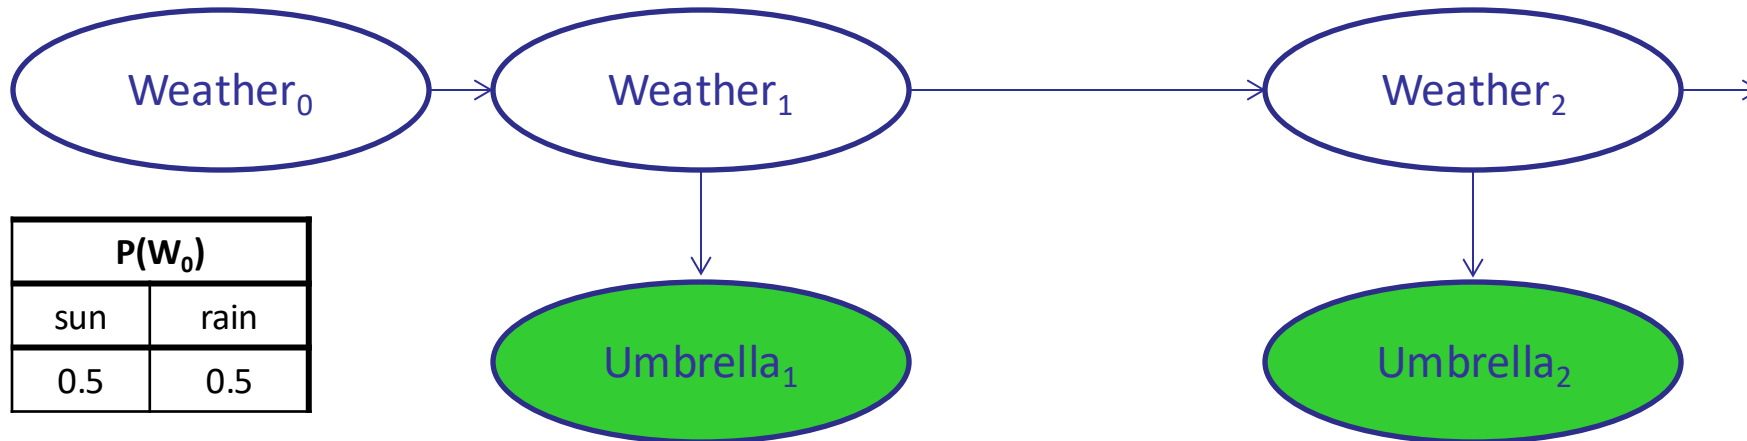 Weather₀ Weather₁ Weather₂
P(W₀)
sun rain
0.5 0.5
Umbrella₁ Umbrella₂